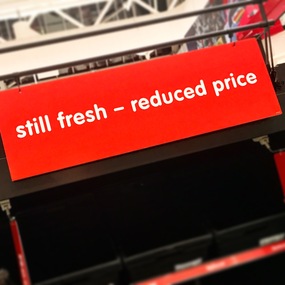 still fresh – reduced price